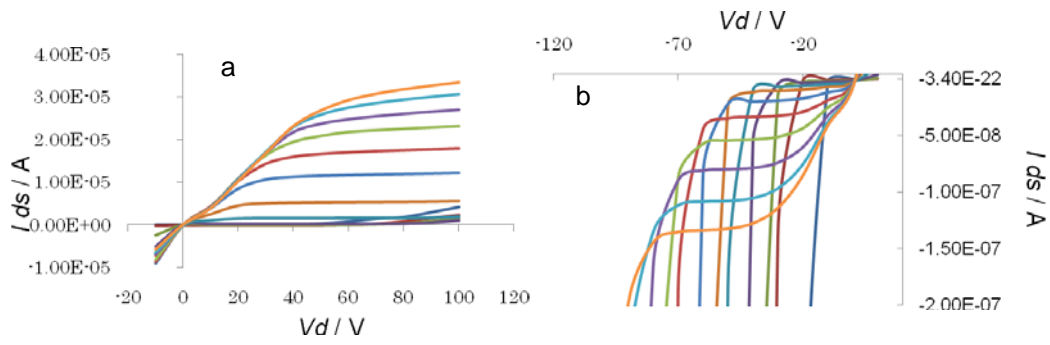 a
4.00E-05
3.00E-05
2.00E-05
1.00E-05
0.00E+00
-1.00E-05
I ds / A
-20 0 20 40 60 80 100 120
Vd / V
Vd / V
-120 -70 -20
b
-3.40E-22
-5.00E-08
-1.00E-07
-1.50E-07
-2.00E-07
I ds / A